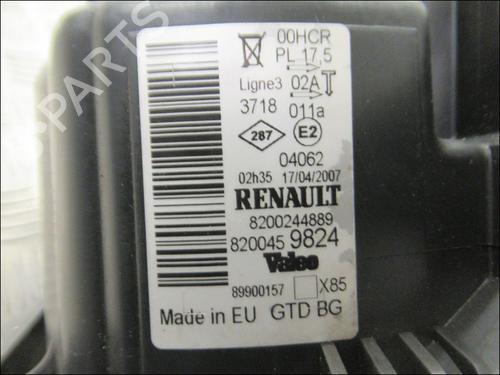 00HCR
PL 17,5
Ligne3 02A
3718 011a
287 E2
04062
02h35 17/04/2007
RENAULT
8200244889
820045 9824
Valeo
89900157 X85
Made in EU GTD BG